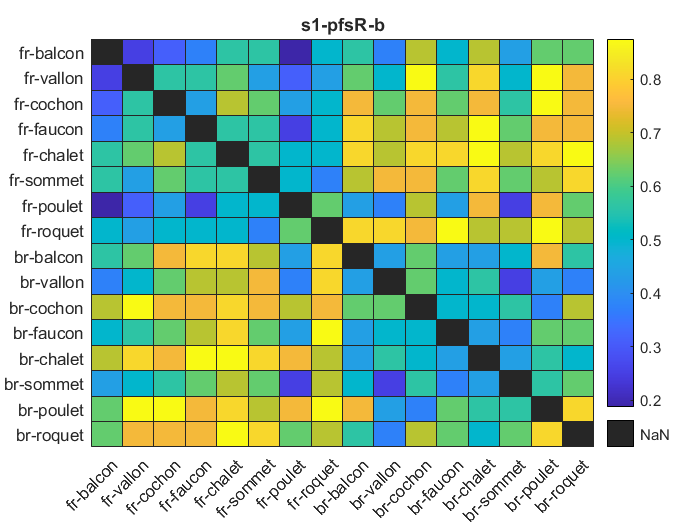 s1-pfsR-b
fr-balcon
fr-vallon
fr-cochon
fr-faucon
fr-chalet
fr-sommet
fr-poulet
fr-roquet
br-balcon
br-vallon
br-cochon
br-faucon
br-chalet
br-sommet
br-poulet
br-roquet
0.8
0.7
0.6
0.5
0.4
0.3
0.2
NaN
fr-balcon
fr-vallon
fr-cochon
fr-faucon
fr-chalet
fr-sommet
fr-poulet
fr-roquet
br-balcon
br-vallon
br-cochon
br-faucon
br-chalet
br-sommet
br-poulet
br-roquet